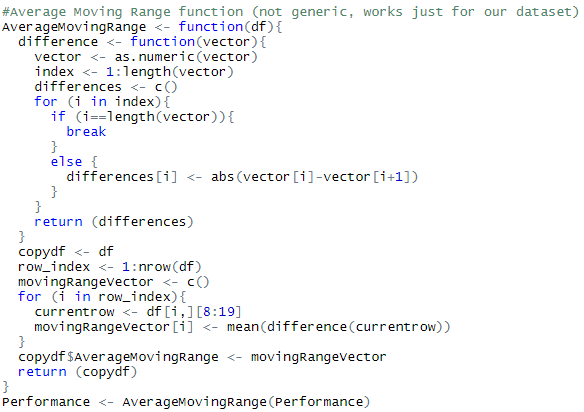 #Average Moving Range function (not generic, works just for our dataset)
AverageMovingRange <- function(df){
  difference <- function(vector){
    vector <- as.numeric(vector)
    index <- 1:length(vector)
    differences <- c()
    for (i in index){
      if (i==length(vector)){
        break
      }
      else {
        differences[i] <- abs(vector[i]-vector[i+1])
      }
    }
    return (differences)
  }
  copydf <- df
  row_index <- 1:nrow(df)
  movingRangeVector <- c()
  for (i in row_index){
    currentrow <- df[i,][8:19]
    movingRangeVector[i] <- mean(difference(currentrow))
  }
  copydf$AverageMovingRange <- movingRangeVector
  return (copydf)
}
Performance <- AverageMovingRange(Performance)